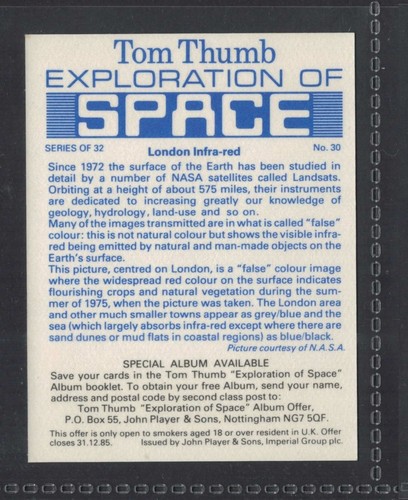 Tom Thumb
EXPLORATION OF
SPACE
SERIES OF 32 London Infra-red No. 30
Since 1972 the surface of the Earth has been studied in
detail by a number of NASA satellites called Landsats.
Orbiting at a height of about 575 miles, their instruments
are dedicated to increasing greatly our knowledge of
geology, hydrology, land-use and so on.
Many of the images transmitted are in what is called "false"
colour: this is not natural colour but shows the visible infra-
red being emitted by natural and man-made objects on the
Earth's surface.
This picture, centred on London, is a "false" colour image
where the widespread red colour on the surface indicates
flourishing crops and natural vegetation during the sum-
mer of 1975, when the picture was taken. The London area
and other much smaller towns appear as grey/blue and the
sea (which largely absorbs infra-red except where there are
sand dunes or mud flats in coastal regions) as blue/black.
Picture courtesy of N.A.S.A.
SPECIAL ALBUM AVAILABLE
Save your cards in the Tom Thumb "Exploration of Space"
Album booklet. To obtain your free Album, send your name,
address and postal code by second class post to:
Tom Thumb "Exploration of Space" Album Offer,
P.O. Box 55, John Player & Sons, Nottingham NG7 5QF.
This offer is only open to smokers aged 18 or over resident in U.K. Offer
closes 31.12.85. Issued by John Player & Sons, Imperial Group plc.